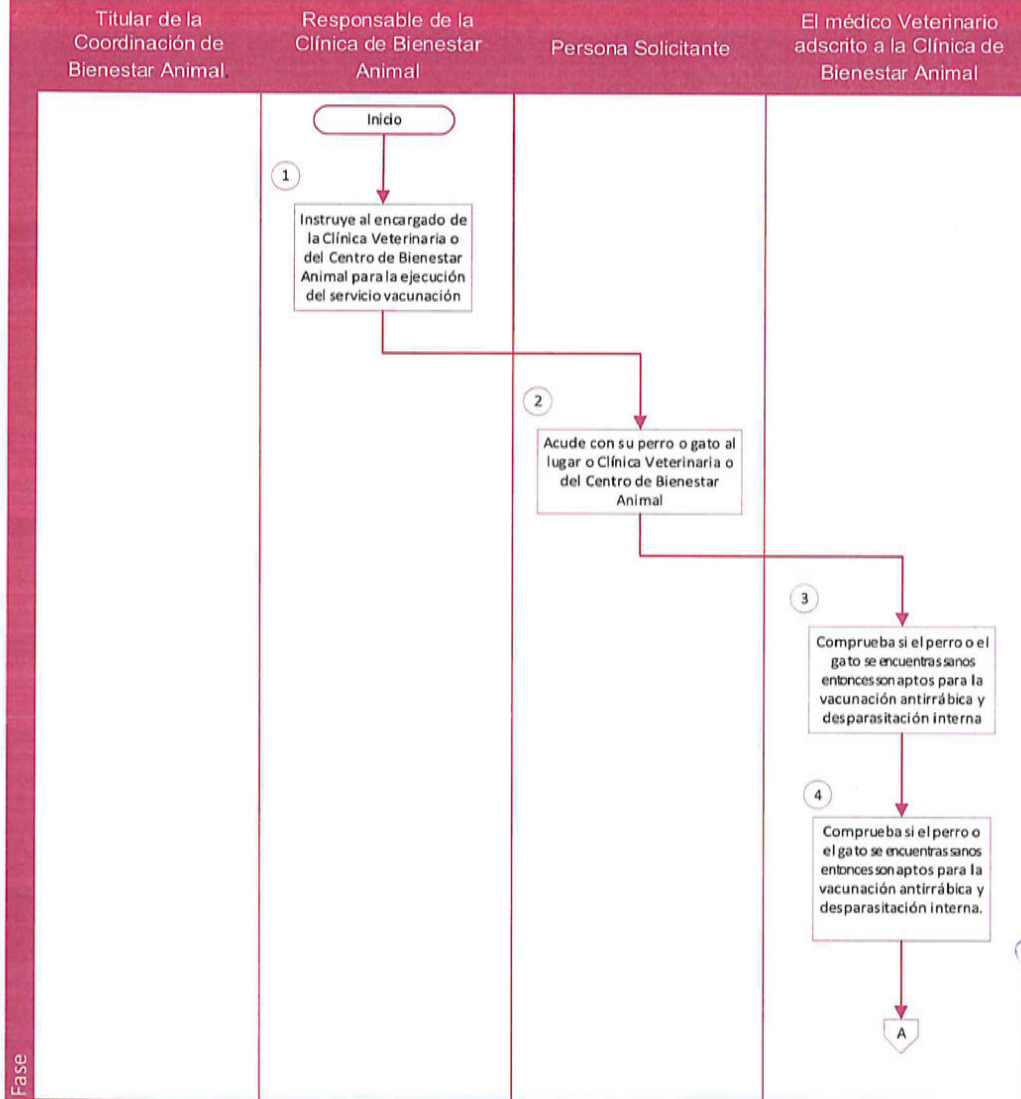 Titular de la
Coordinación de
Bienestar Animal.
Responsable de la
Clínica de Bienestar
Animal
Persona Solicitante
El médico Veterinario
adscrito a la Clínica de
Bienestar Animal
Inicio
1
Instruye al encargado de
la Clínica Veterinaria o
del Centro de Bienestar
Animal para la ejecución
del servicio vacunación
2
Acude con su perro o gato al
lugar o Clínica Veterinaria o
del Centro de Bienestar
Animal
3
Comprueba si el perro o el
gato se encuentras sanos
entonces son aptos para la
vacunación antirrábica y
desparasitación interna
4
Comprueba si el perro o
el gato se encuentras sanos
entonces son aptos para la
vacunación antirrábica y
desparasitación interna.
A
Fase